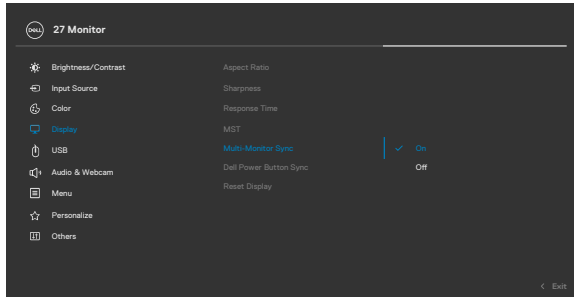 DELL 27 Monitor
Brightness/Contrast
Input Source
Color
Display
USB
Audio & Webcam
Menu
Personalize
Others
Aspect Ratio
Sharpness
Response Time
MST
Multi-Monitor Sync
Dell Power Button Sync
Reset Display
On
Off
Exit